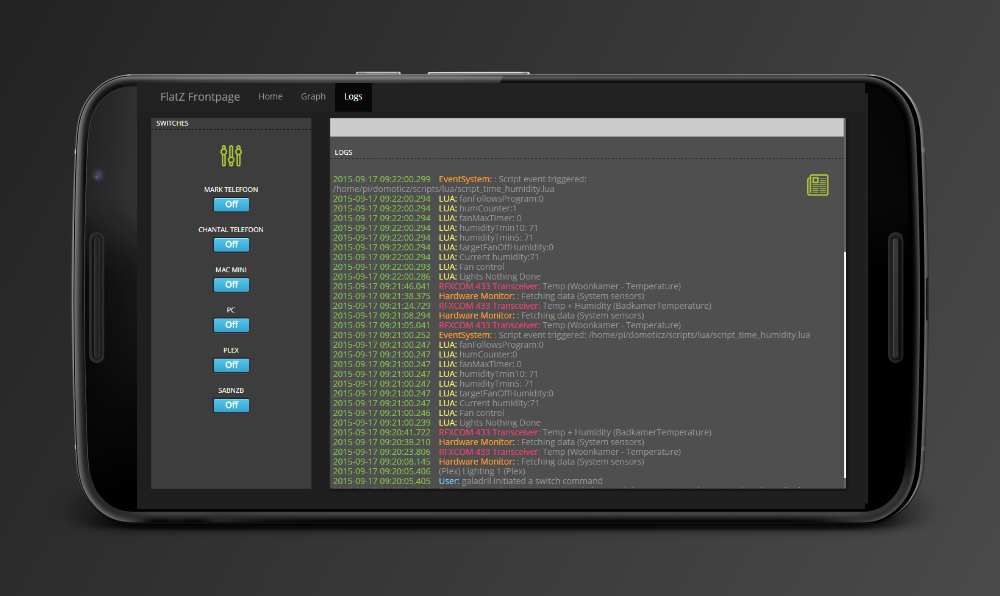 FlatZ Frontpage Home Graph Logs
SWITCHES
MARK TELEFOON
Off
CHANTAL TELEFOON
Off
MAC MINI
Off
PC
Off
PLEX
Off
SABNZB
Off
LOGS
2015-09-17 09:22:00.299 EventSystem: : Script event triggered:
/home/pi/domoticz/scripts/lua/script_time_humidity.lua
2015-09-17 09:22:00.294 LUA: fanFollowsProgram:0
2015-09-17 09:22:00.294 LUA: humCounter:1
2015-09-17 09:22:00.294 LUA: fanMaxTimer: 0
2015-09-17 09:22:00.294 LUA: humidityTmin10: 71
2015-09-17 09:22:00.294 LUA: humidityTmin5: 71
2015-09-17 09:22:00.294 LUA: targetFanOffHumidity:0
2015-09-17 09:22:00.294 LUA: Current humidity:71
2015-09-17 09:22:00.293 LUA: Fan control
2015-09-17 09:22:00.286 LUA: Lights Nothing Done
2015-09-17 09:21:46.041 RFXCOM 433 Transceiver: Temp (Woonkamer - Temperature)
2015-09-17 09:21:38.375 Hardware Monitor: : Fetching data (System sensors)
2015-09-17 09:21:24.729 RFXCOM 433 Transceiver: Temp + Humidity (BadkamerTemperature)
2015-09-17 09:21:08.294 Hardware Monitor: : Fetching data (System sensors)
2015-09-17 09:21:05.041 RFXCOM 433 Transceiver: Temp (Woonkamer - Temperature)
2015-09-17 09:21:00.252 EventSystem: : Script event triggered: /home/pi/domoticz/scripts/lua/script_time_humidity.lua
2015-09-17 09:21:00.247 LUA: fanFollowsProgram:0
2015-09-17 09:21:00.247 LUA: humCounter:0
2015-09-17 09:21:00.247 LUA: fanMaxTimer: 0
2015-09-17 09:21:00.247 LUA: humidityTmin10: 71
2015-09-17 09:21:00.247 LUA: humidityTmin5: 71
2015-09-17 09:21:00.247 LUA: targetFanOffHumidity:0
2015-09-17 09:21:00.247 LUA: Current humidity:71
2015-09-17 09:21:00.246 LUA: Fan control
2015-09-17 09:21:00.239 LUA: Lights Nothing Done
2015-09-17 09:20:41.722 RFXCOM 433 Transceiver: Temp + Humidity (BadkamerTemperature)
2015-09-17 09:20:38.210 Hardware Monitor: : Fetching data (System sensors)
2015-09-17 09:20:23.806 RFXCOM 433 Transceiver: Temp (Woonkamer - Temperature)
2015-09-17 09:20:08.145 Hardware Monitor: : Fetching data (System sensors)
2015-09-17 09:20:05.406 (Plex) Lighting 1 (Plex)
2015-09-17 09:20:05.405 User: galadril initiated a switch command